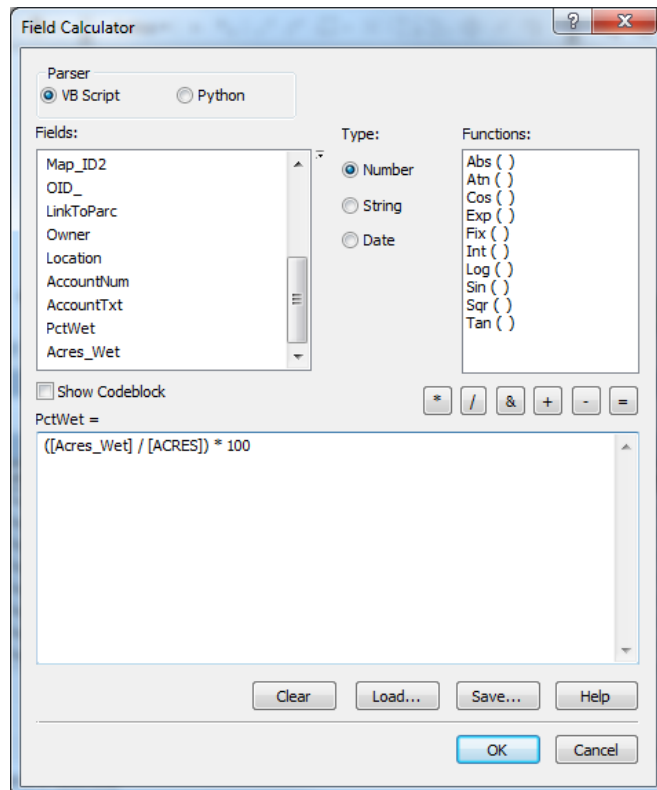 Field Calculator
?
X
Parser
VB Script Python
Fields: Type: Functions:
Map_ID2
OID_
LinkToParc
Owner
Location
AccountNum
AccountTxt
PctWet
Acres_Wet
Number
String
Date
Abs ( )
Atn ( )
Cos ( )
Exp ( )
Fix ( )
Int ( )
Log ( )
Sin ( )
Sqr ( )
Tan ( )
Show Codeblock
* / & + - =
PctWet =
([Acres_Wet] / [ACRES]) * 100
Clear Load... Save... Help
OK Cancel